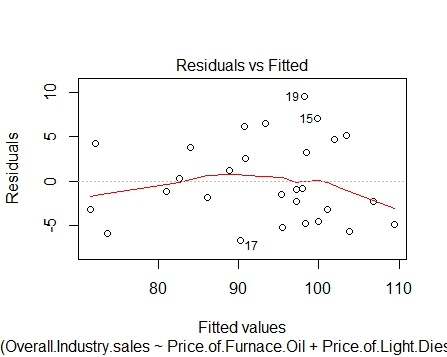 Residuals vs Fitted
Residuals
10
5
0
-5
19
15
17
80
90
100
110
Fitted values
(Overall.Industry.sales ~ Price.of.Furnace.Oil + Price.of.Light.Dies